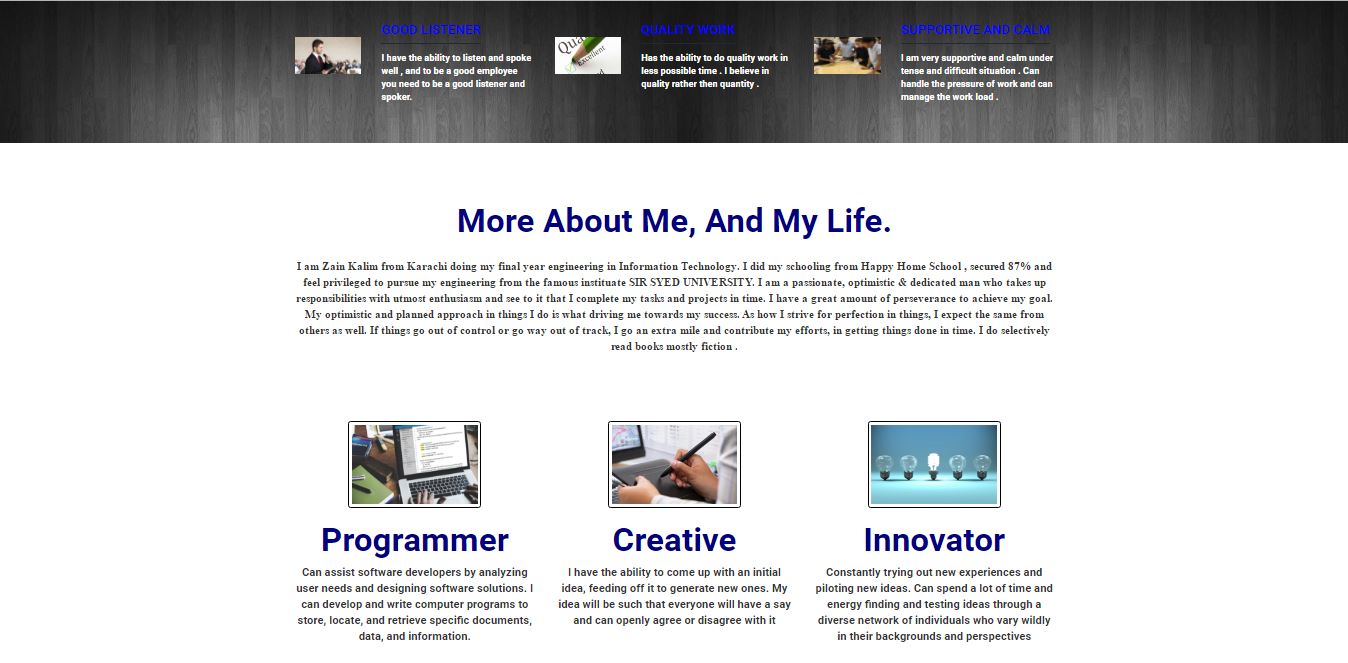 GOOD LISTENER
I have the ability to listen and spoke
well , and to be a good employee
you need to be a good listener and
spoker.
Qua
Excellent
QUALITY WORK
Has the ability to do quality work in
less possible time . I believe in
quality rather then quantity .
SUPPORTIVE AND CALM
I am very supportive and calm under
tense and difficult situation . Can
handle the pressure of work and can
manage the work load .
More About Me, And My Life.
I am Zain Kalim from Karachi doing my final year engineering in Information Technology. I did my schooling from Happy Home School , secured 87% and
feel privileged to pursue my engineering from the famous instituate SIR SYED UNIVERSITY. I am a passionate, optimistic & dedicated man who takes up
responsibilities with utmost enthusiasm and see to it that I complete my tasks and projects in time. I have a great amount of perseverance to achieve my goal.
My optimistic and planned approach in things I do is what driving me towards my success. As how I strive for perfection in things, I expect the same from
others as well. If things go out of control or go way out of track, I go an extra mile and contribute my efforts, in getting things done in time. I do selectively
read books mostly fiction .
Programmer
Can assist software developers by analyzing
user needs and designing software solutions. I
can develop and write computer programs to
store, locate, and retrieve specific documents,
data, and information.
Creative
I have the ability to come up with an initial
idea, feeding off it to generate new ones. My
idea will be such that everyone will have a say
and can openly agree or disagree with it
Innovator
Constantly trying out new experiences and
piloting new ideas. Can spend a lot of time and
energy finding and testing ideas through a
diverse network of individuals who vary wildly
in their backgrounds and perspectives